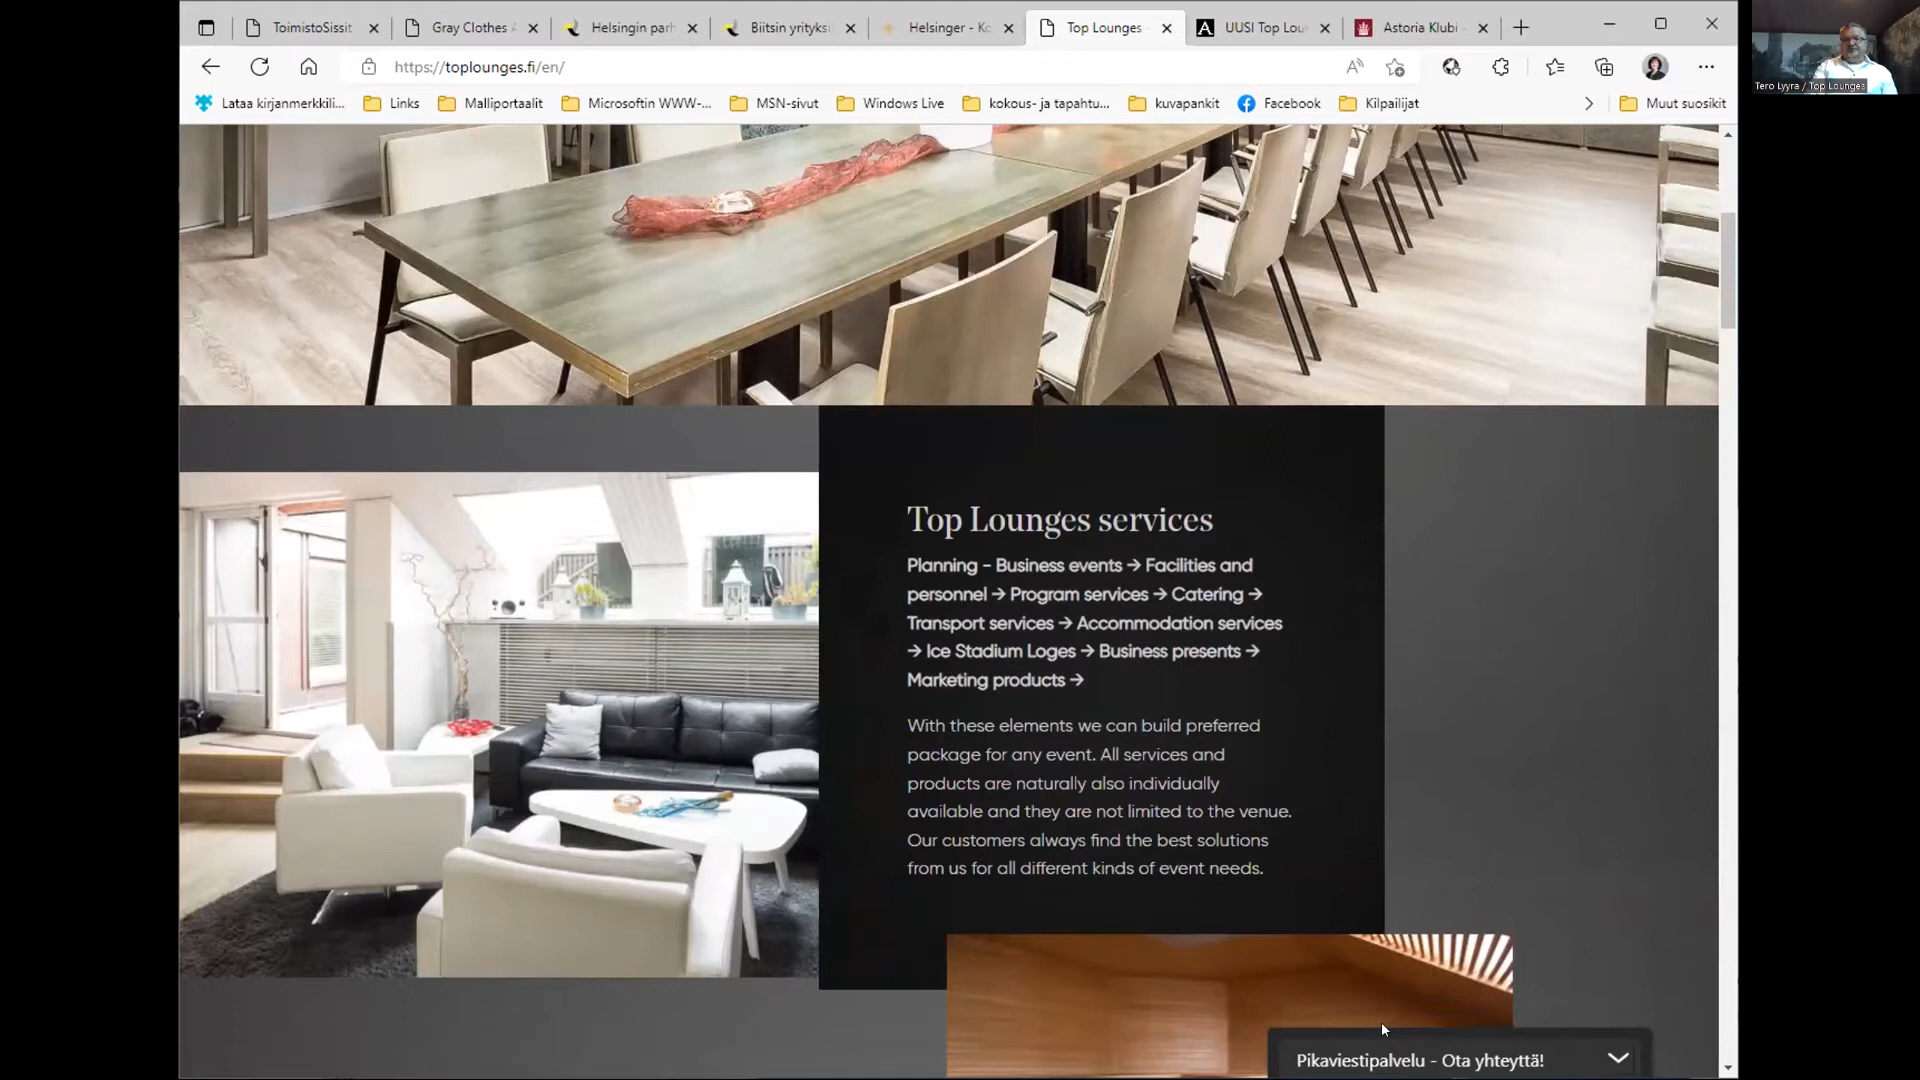 ToimistoSissit
Gray Clothes
Helsingin parh
Biitsin yrityksi
Helsinger - Ko
Top Lounges -
UUSI Top Lou
Astoria Klubi -
https://toplounges.fi/en/
Lataa kirjanmerkkili...
Links
Malliportaalit
Microsoftin WWW-...
MSN-sivut
Windows Live
kokous- ja tapahtu...
kuvapankit
Facebook
Kilpailijat
Muut suosikit
Tero Lyyra / Top Lounges
Top Lounges services
Planning - Business events → Facilities and
personnel → Program services → Catering →
Transport services → Accommodation services
→ Ice Stadium Loges → Business presents →
Marketing products →
With these elements we can build preferred
package for any event. All services and
products are naturally also individually
available and they are not limited to the venue.
Our customers always find the best solutions
from us for all different kinds of event needs.
Pikaviestipalvelu - Ota yhteyttä!